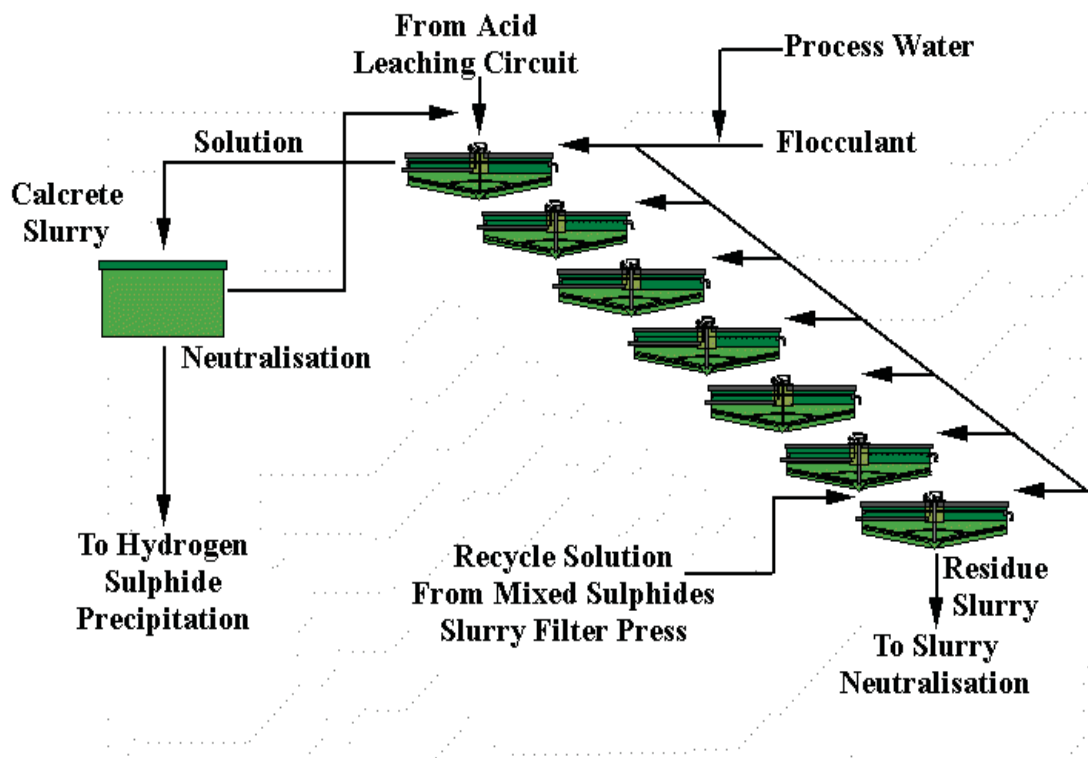 From Acid
Leaching Circuit
Process Water
Solution
Flocculant
Calcrete
Slurry
Neutralisation
To Hydrogen
Sulphide
Precipitation
Recycle Solution
From Mixed Sulphides
Slurry Filter Press
Residue
Slurry
To Slurry
Neutralisation